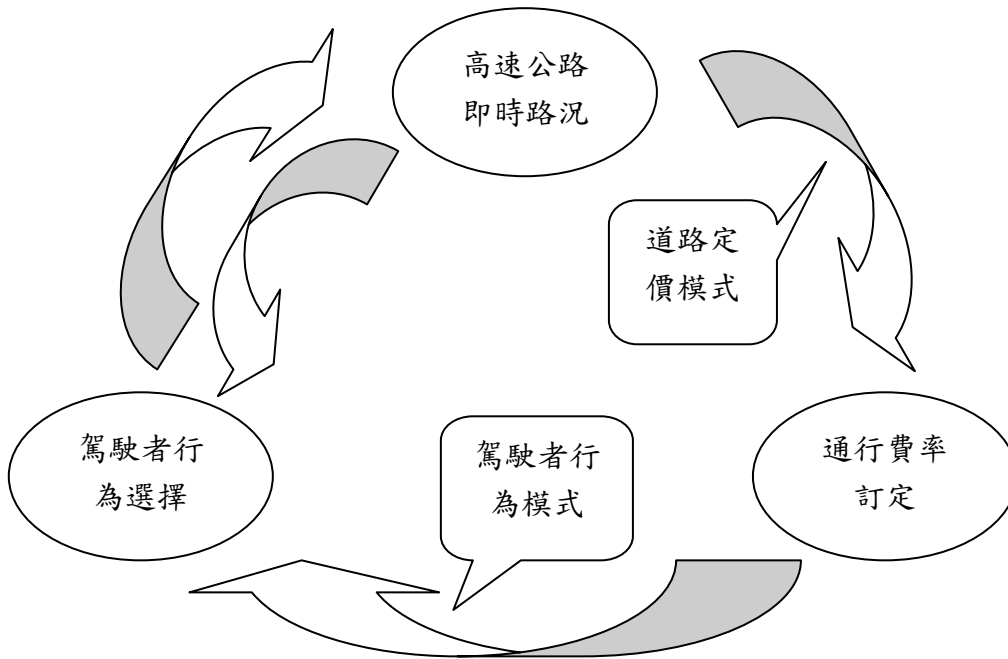 高速公路
即時路況
道路定
價模式
駕駛者行
為選擇
駕駛者行
為模式
通行費率
訂定